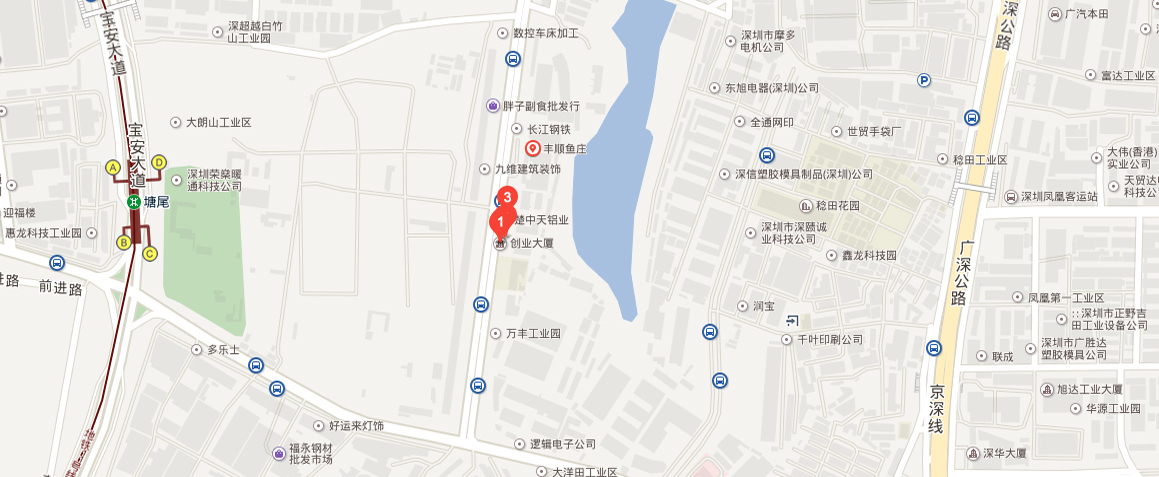 宝安大道
深超越白竹
山工业园
数控车床加工
深圳市摩多
电机公司
深公路
广汽本田
富达工业区
东旭电器(深圳)公司
P
胖子副食批发行
大朗山工业区
长江钢铁
全通网印
世贸手袋厂
宝安大道
丰顺鱼庄
大伟(香港)
实业公司
稔田工业区
A
D
九维建筑装饰
深信塑胶模具制品(深圳)公司
深圳荣燊暖
通科技公司
天贸达
科技公
深圳凤凰客运站
塘尾
3
稔田花园
迎福楼
1
楚中天铝业
惠龙科技工业园
深圳市深赜诚
业科技公司
B
C
创业大厦
鑫龙科技园
广深公路
前进路
进路
凤凰第一工业区
润宝
深圳市正野吉
田工业设备公司
万丰工业园
千叶印刷公司
深圳市广胜达
塑胶模具公司
多乐士
联成
京深线
旭达工业大厦
华源工业园
好运来灯饰
逻辑电子公司
福永钢材
批发市场
深华大厦
大洋田工业区